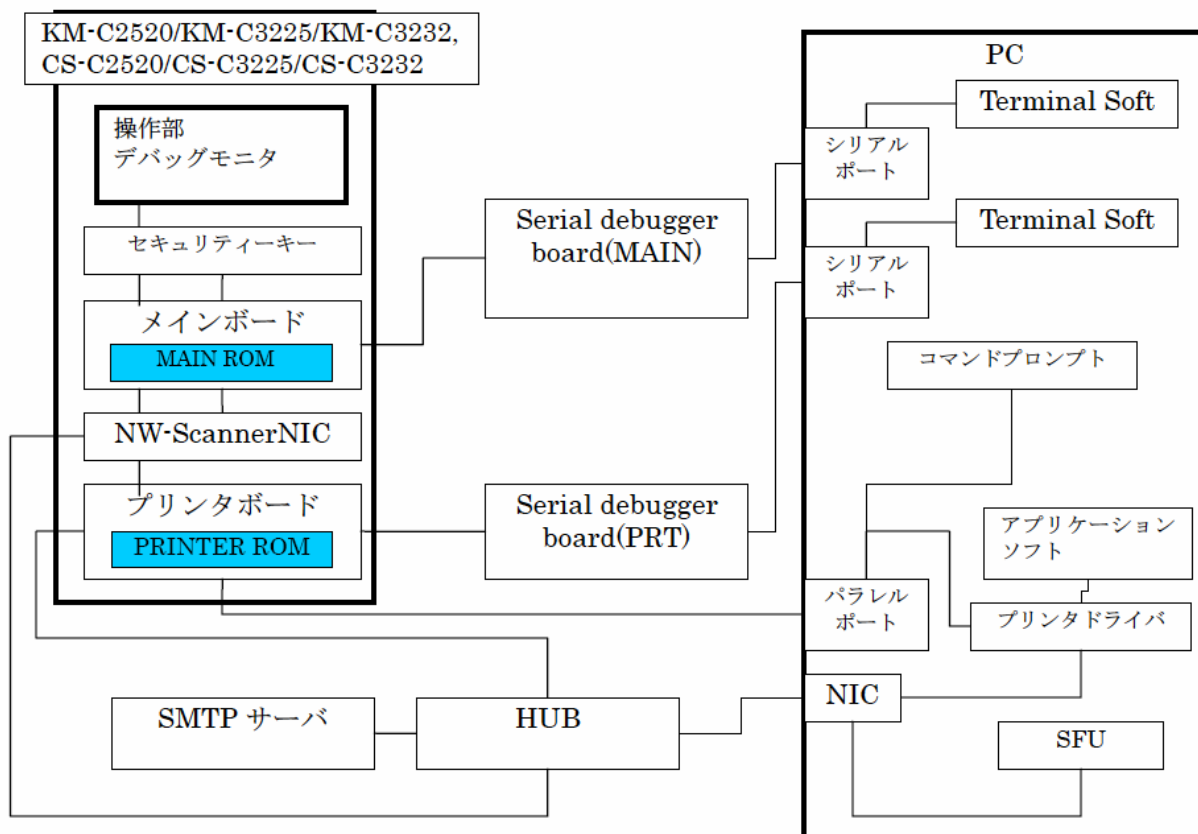 KM-C2520/KM-C3225/KM-C3232,
CS-C2520/CS-C3225/CS-C3232
操作部
デバッグモニタ
セキュリティーキー
メインボード
MAIN ROM
NW-ScannerNIC
プリンタボード
PRINTER ROM
Serial debugger
board(MAIN)
Serial debugger
board(PRT)
SMTP サーバ
HUB
PC
Terminal Soft
シリアル
ポート
Terminal Soft
シリアル
ポート
コマンドプロンプト
アプリケーション
ソフト
パラレル
ポート
プリンタドライバ
NIC
SFU